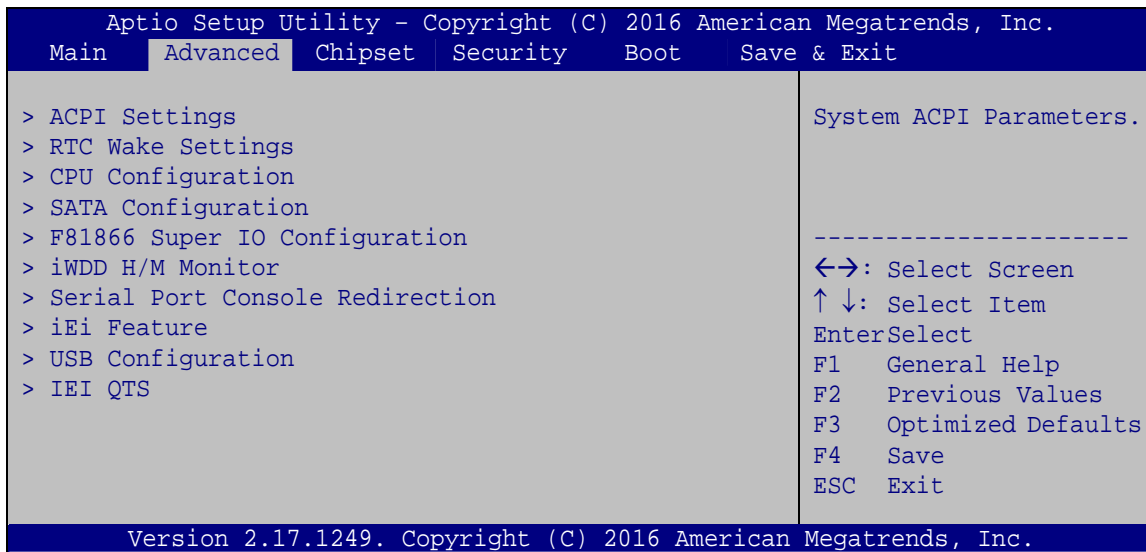 Aptio Setup Utility – Copyright (C) 2016 American Megatrends, Inc.
Main Advanced Chipset Security Boot Save & Exit
> ACPI Settings
> RTC Wake Settings
> CPU Configuration
> SATA Configuration
> F81866 Super IO Configuration
> iWDD H/M Monitor
> Serial Port Console Redirection
> iEi Feature
> USB Configuration
> IEI QTS
System ACPI Parameters.
----------------------
←→: Select Screen
↑ ↓: Select Item
EnterSelect
F1 General Help
F2 Previous Values
F3 Optimized Defaults
F4 Save
ESC Exit
Version 2.17.1249. Copyright (C) 2016 American Megatrends, Inc.